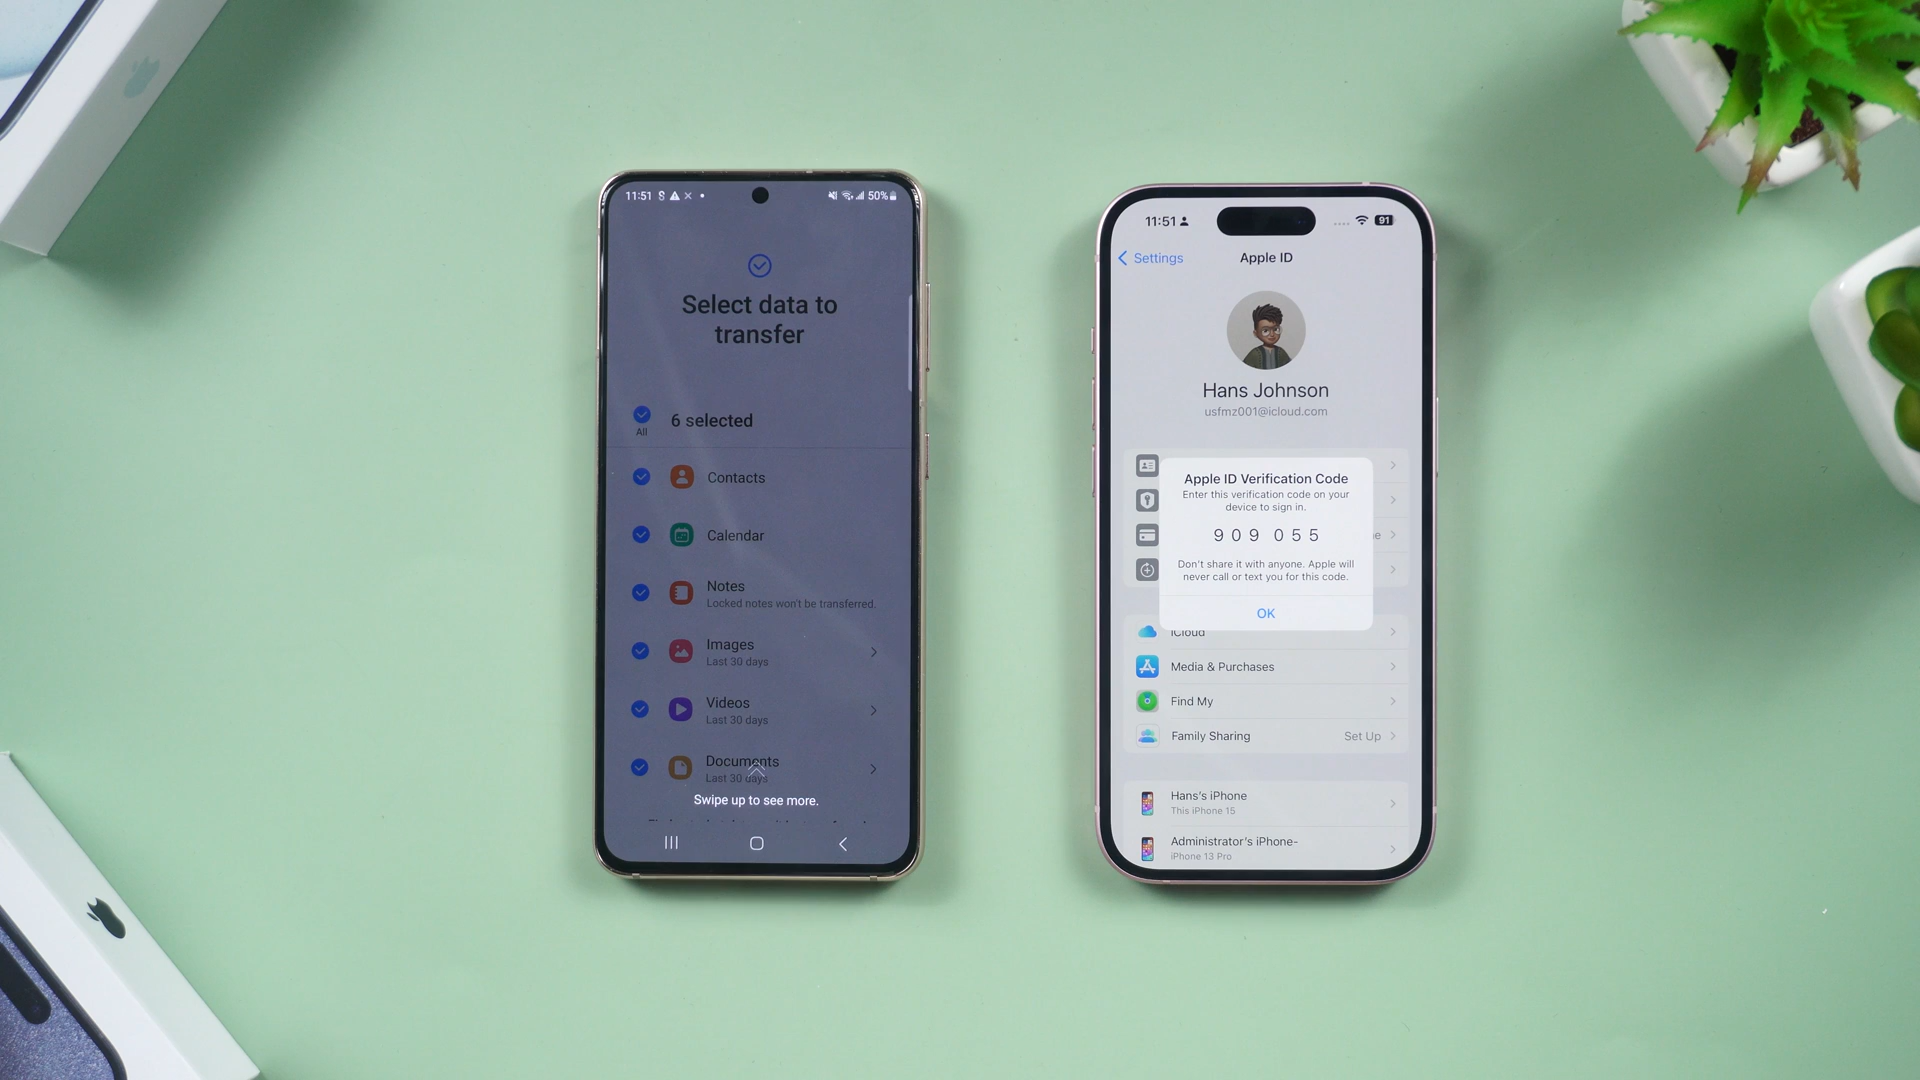 11:51
50%
Select data to
transfer
All
6 selected
Contacts
Calendar
Notes
Locked notes won't be transferred.
Images
Last 30 days
Videos
Last 30 days
Documents
Last 30 days
Swipe up to see more.
11:51
91
Settings
Apple ID
Hans Johnson
usfmz001@icloud.com
Apple ID Verification Code
Enter this verification code on your
device to sign in.
909 055
Don't share it with anyone. Apple will
never call or text you for this code.
OK
iCloud
Media & Purchases
Find My
Family Sharing
Set Up
Hans's iPhone
This iPhone 15
Administrator's iPhone-
iPhone 13 Pro